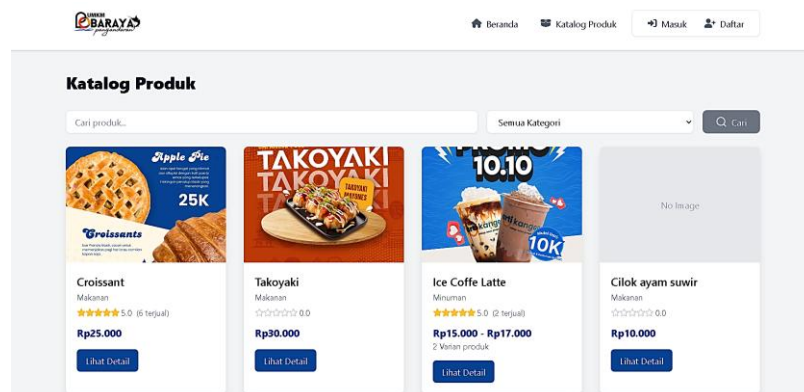 UMKM
BARAYA
pangandaran
Beranda
Katalog Produk
Masuk
Daftar
Katalog Produk
Cari produk...
Semua Kategori
Cari
Apple Pie
25K
Croissants
TAKOYAKI
TAKOYAKI
10.10
10K
No Image
Croissant
Makanan
5.0 (6 terjual)
Rp25.000
Lihat Detail
Takoyaki
Makanan
0.0
Rp30.000
Lihat Detail
Ice Coffe Latte
Minuman
5.0 (2 terjual)
Rp15.000 - Rp17.000
2 Varian produk
Lihat Detail
Cilok ayam suwir
Makanan
0.0
Rp10.000
Lihat Detail